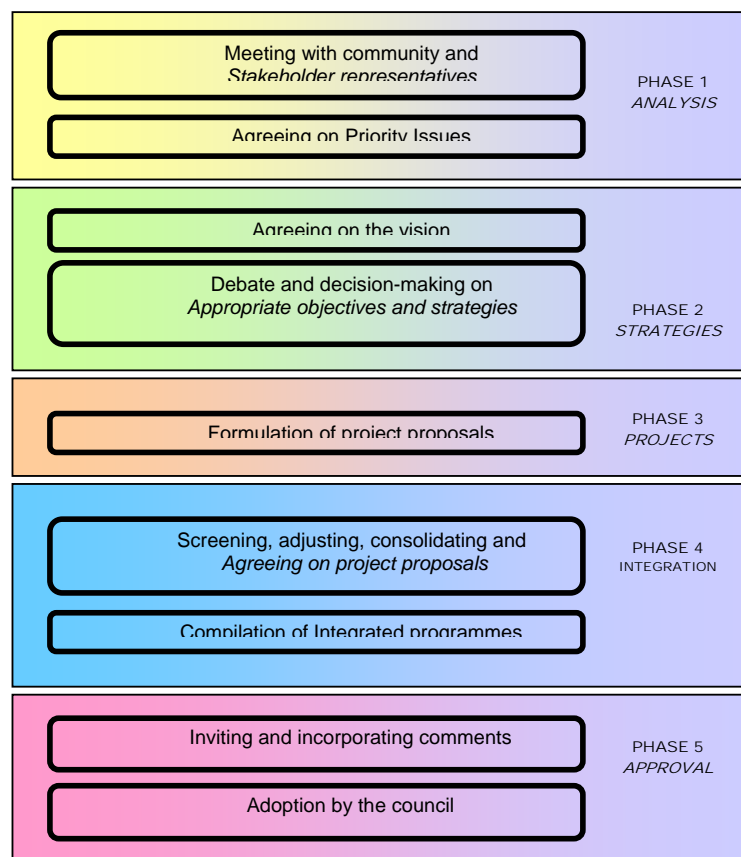 Meeting with community and
Stakeholder representatives
PHASE 1
ANALYSIS
Agreeing on Priority Issues
Agreeing on the vision
Debate and decision-making on
Appropriate objectives and strategies
PHASE 2
STRATEGIES
Formulation of project proposals
PHASE 3
PROJECTS
Screening, adjusting, consolidating and
Agreeing on project proposals
PHASE 4
INTEGRATION
Compilation of Integrated programmes
Inviting and incorporating comments
PHASE 5
APPROVAL
Adoption by the council